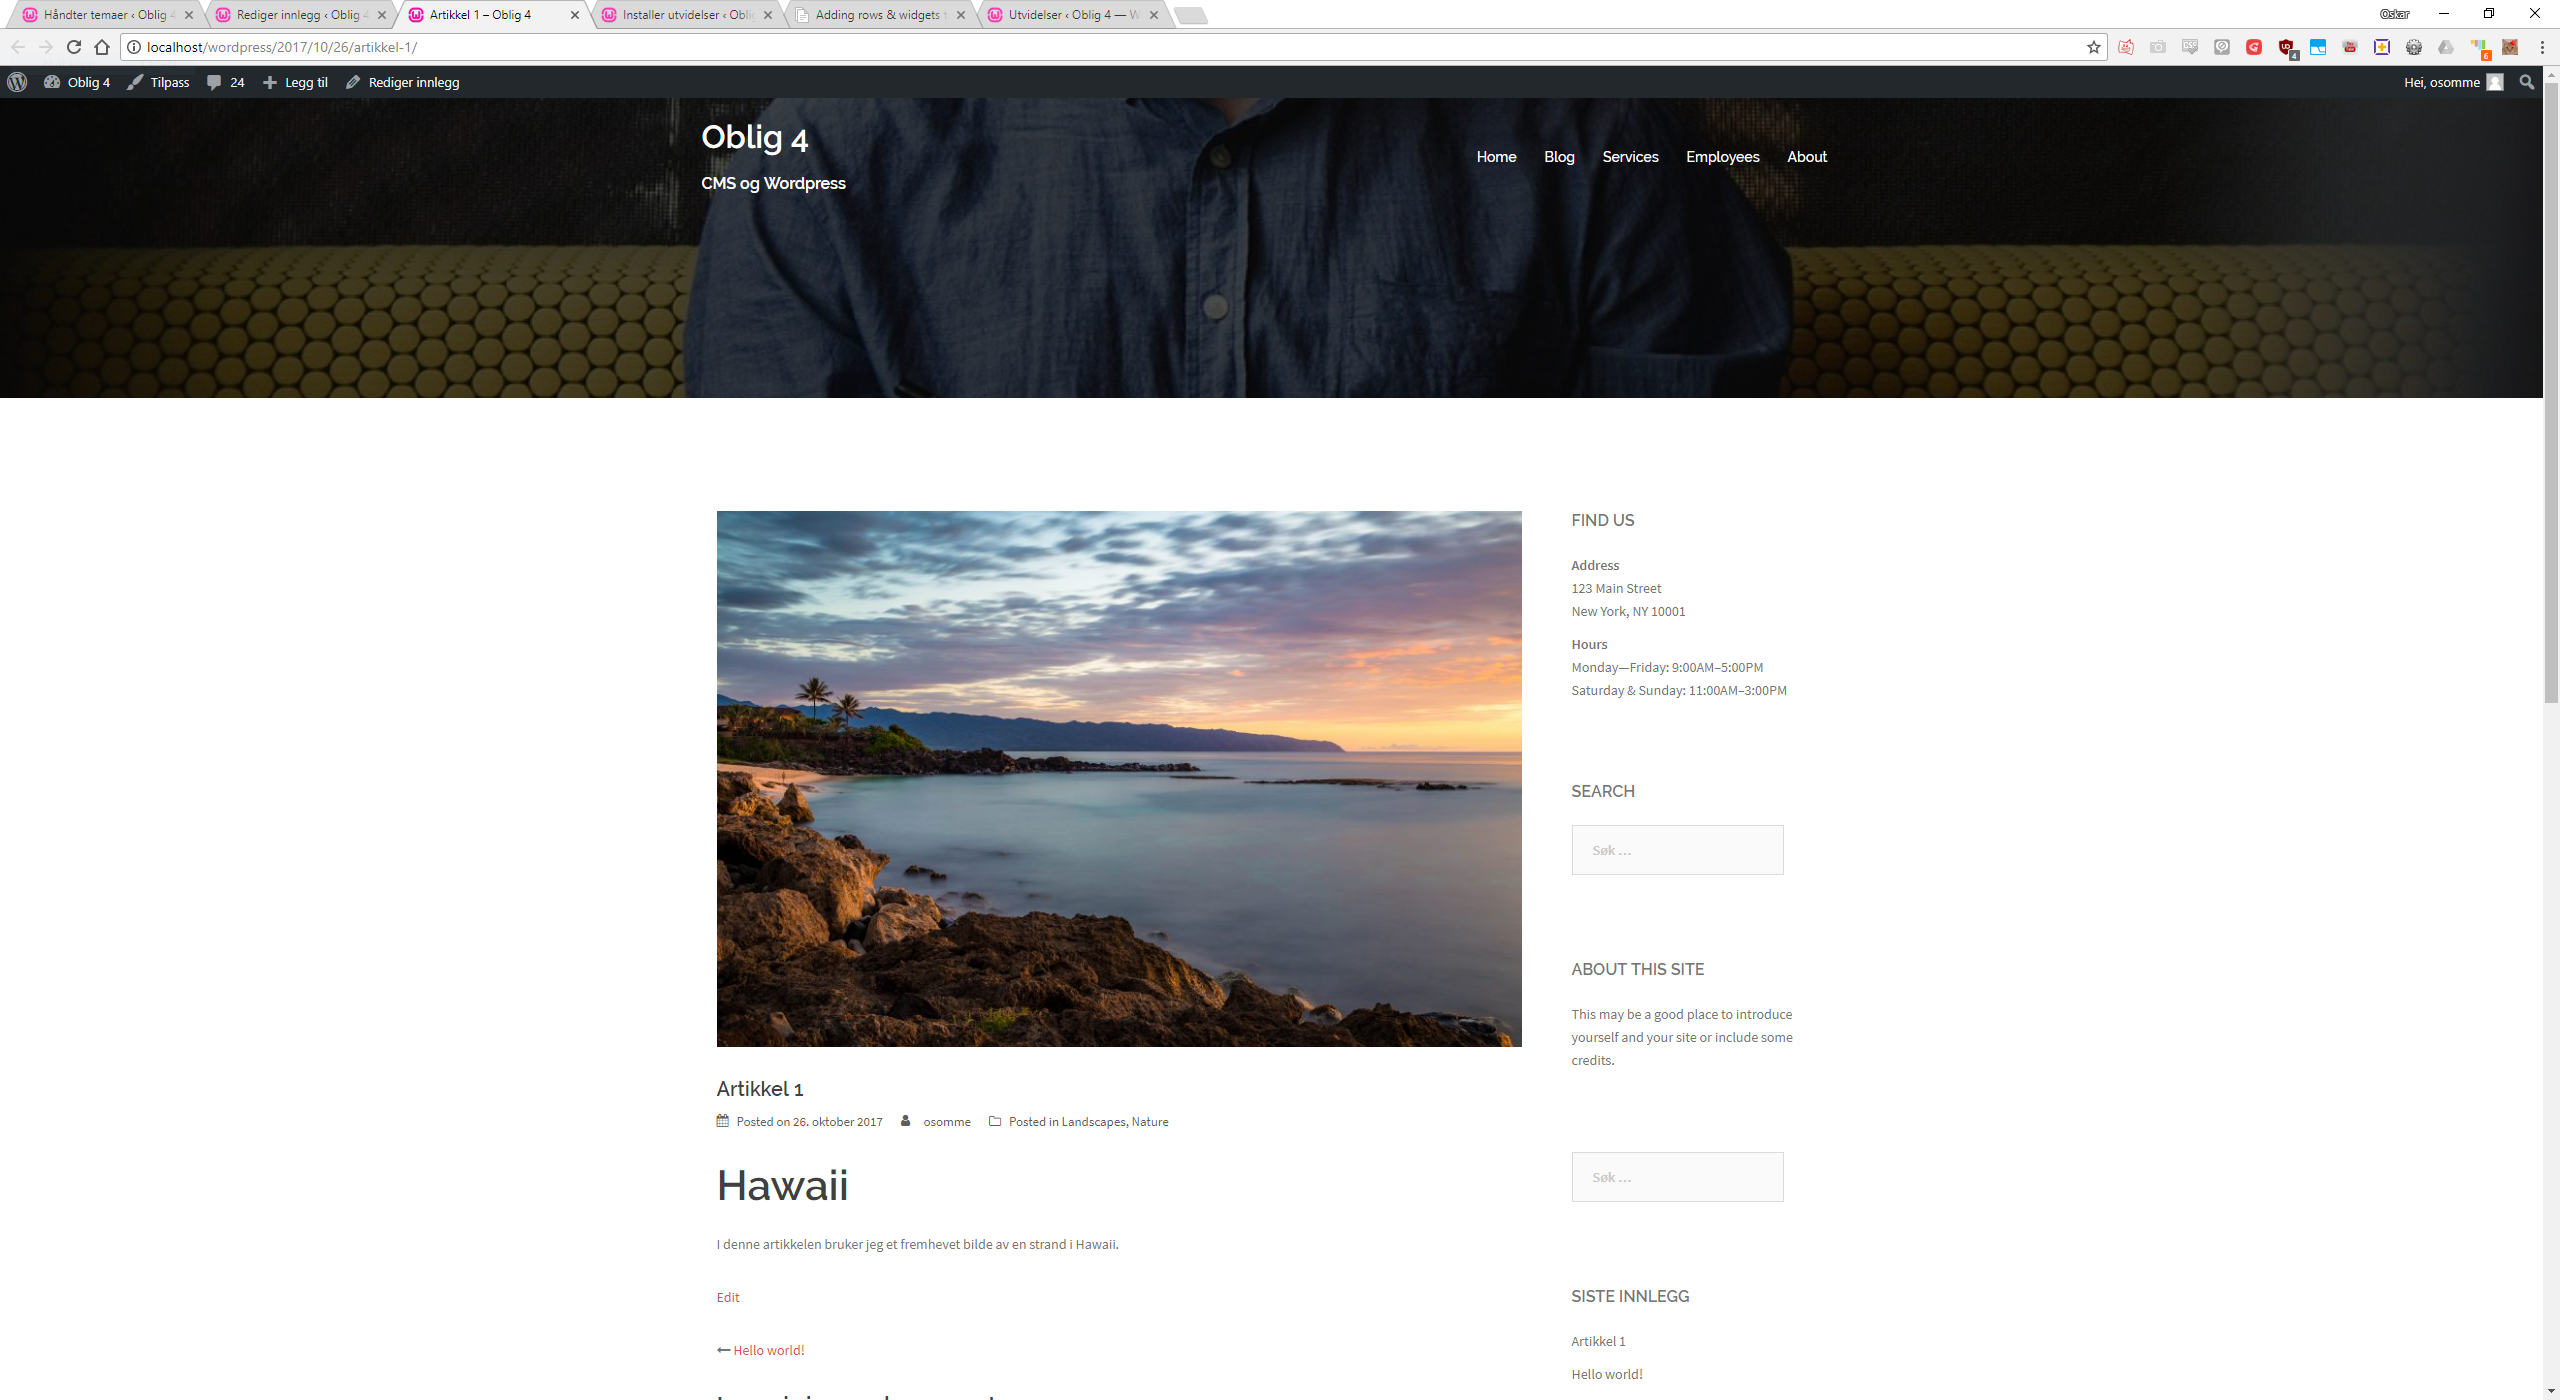 Håndter temaer ‹ Oblig 4
Rediger innlegg ‹ Oblig 4
Artikkel 1 – Oblig 4
Installer utvidelser ‹ Oblig
Adding rows & widgets
Utvidelser ‹ Oblig 4 — W
Oskar
localhost/wordpress/2017/10/26/artikkel-1/
4
6
Oblig 4
Tilpass
24
Legg til
Rediger innlegg
Hei, osomme
Oblig 4
CMS og Wordpress
Home
Blog
Services
Employees
About
Artikkel 1
Posted on 26. oktober 2017
osomme
Posted in Landscapes, Nature
Hawaii
I denne artikkelen bruker jeg et fremhevet bilde av en strand i Hawaii.
Edit
← Hello world!
FIND US
Address
123 Main Street
New York, NY 10001
Hours
Monday—Friday: 9:00AM–5:00PM
Saturday & Sunday: 11:00AM–3:00PM
SEARCH
Søk …
ABOUT THIS SITE
This may be a good place to introduce
yourself and your site or include some
credits.
Søk …
SISTE INNLEGG
Artikkel 1
Hello world!